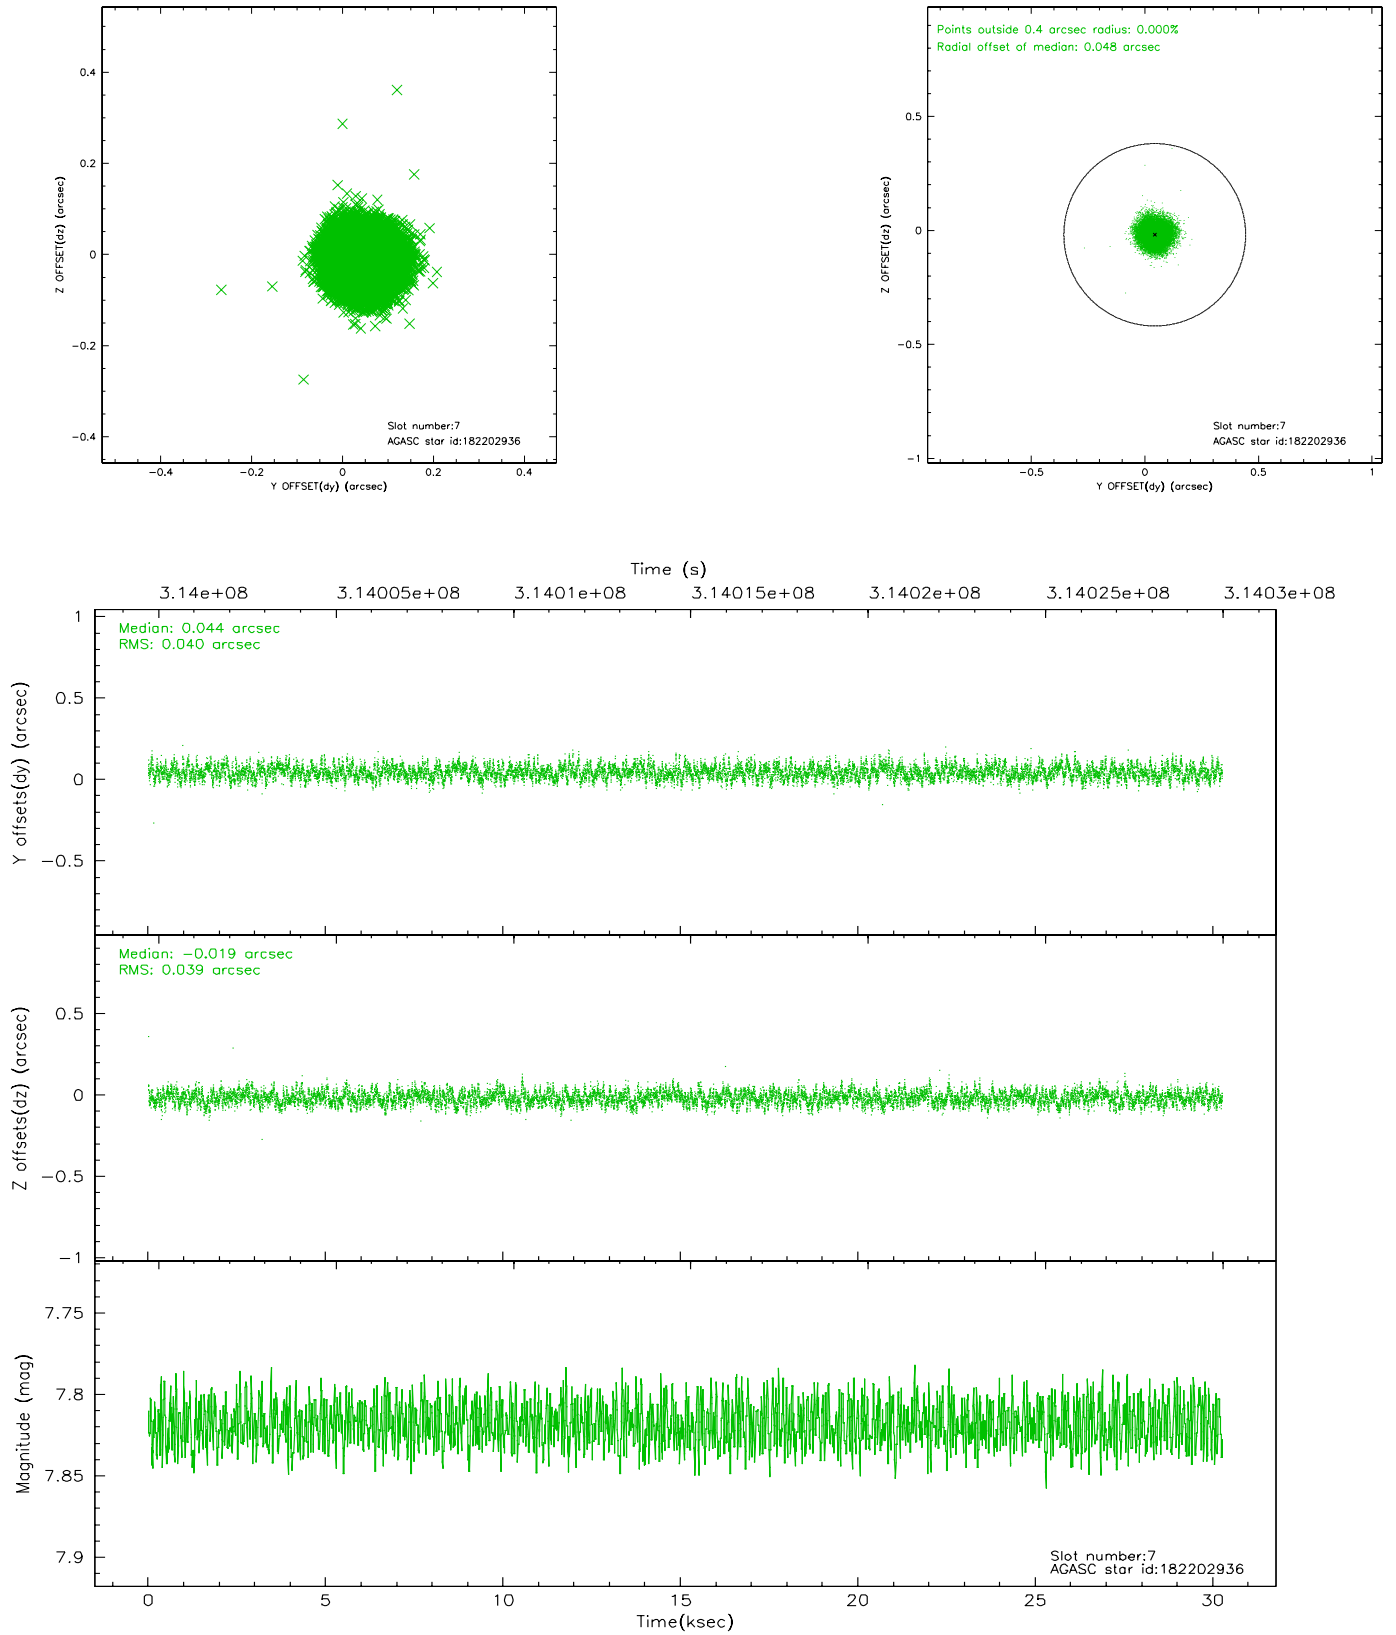 0.4
0.2
0
−0.2
−0.4
−0.4
−0.2
0
0.2
0.4
Z OFFSET(dz) (arcsec)
Y OFFSET(dy) (arcsec)
Slot number:7
AGASC star id:182202936
Points outside 0.4 arcsec radius: 0.000%
Radial offset of median: 0.048 arcsec
0.5
0
−0.5
−1
−0.5
0
0.5
1
Z OFFSET(dz) (arcsec)
Y OFFSET(dy) (arcsec)
Slot number:7
AGASC star id:182202936
Time (s)
3.14e+08
3.14005e+08
3.1401e+08
3.14015e+08
3.1402e+08
3.14025e+08
3.1403e+08
Median: 0.044 arcsec
RMS: 0.040 arcsec
1
0.5
0
−0.5
Y offsets(dy) (arcsec)
Median: −0.019 arcsec
RMS: 0.039 arcsec
0.5
0
−0.5
−1
Z offsets(dz) (arcsec)
7.75
7.8
7.85
7.9
Magnitude (mag)
Slot number:7
AGASC star id:182202936
0
5
10
15
20
25
30
Time(ksec)